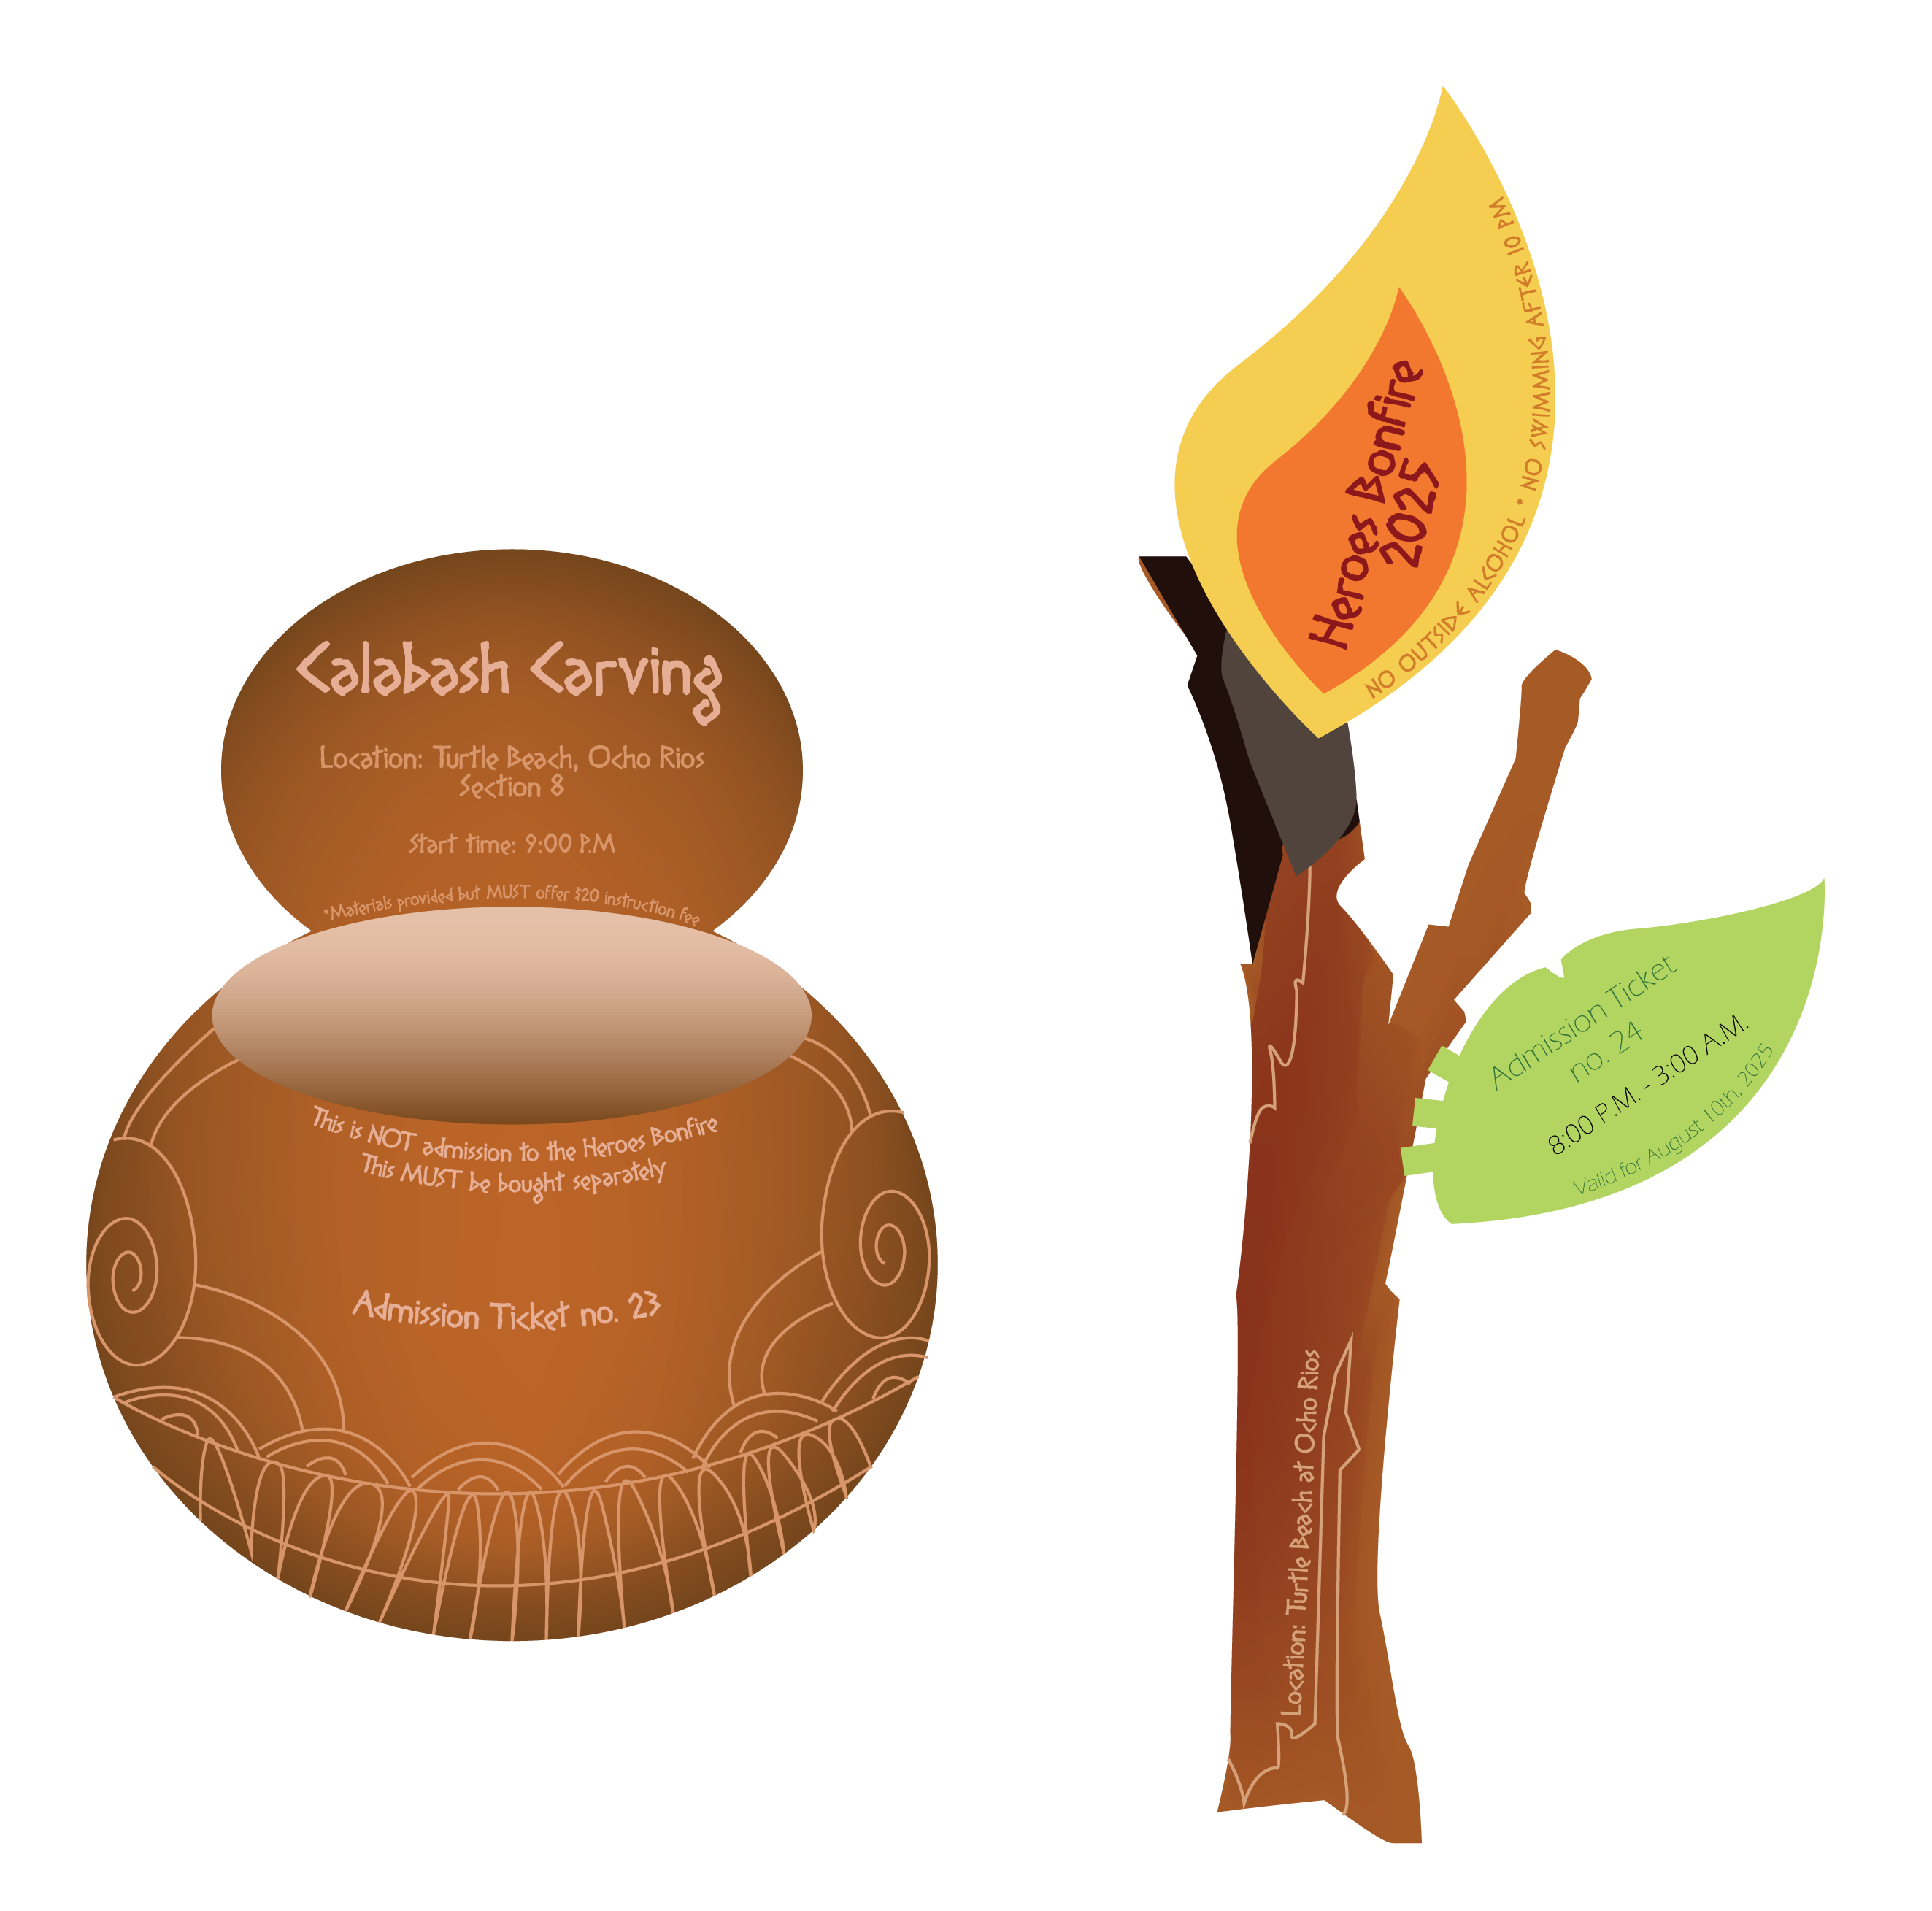 Calabash Carving
Location: Turtle Beach, Ocho Rios
Section 8
Start time: 9:00 P.M
*Materials provided but MUST offer $20 instruction fee
This is NOT admission to the Heroes Bonfire
This MUST be bought separately
Admission Ticket no. 23
Heroes Bonfire
2025
NO OUTSIDE ALCOHOL * NO SWIMMING AFTER 10 PM
Admission Ticket
no. 24
8:00 P.M. - 3:00 A.M.
Valid for August 10th, 2025
Location: Turtle Beach at Ocho Rios